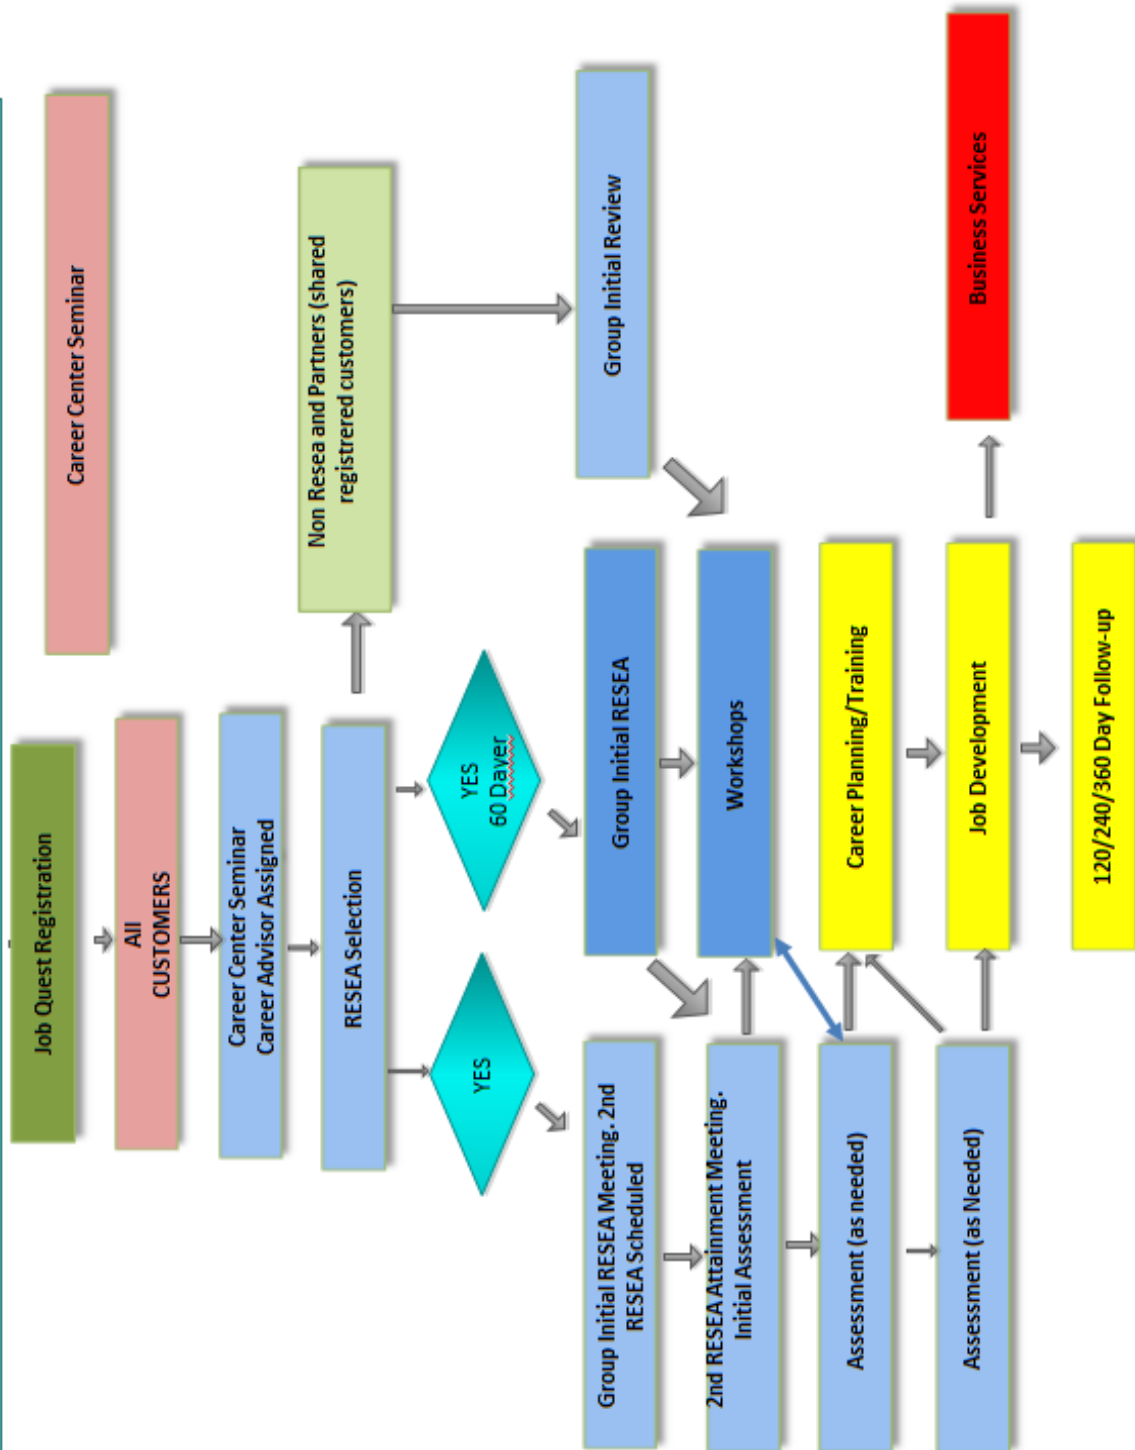 Job Quest Registration
Career Center Seminar
All
CUSTOMERS
Career Center Seminar
Career Advisor Assigned
RESEA Selection
Non Resea and Partners (shared
registrered customers)
YES
YES
60 Dayer
Group Initial RESEA Meeting. 2nd
RESEA Scheduled
Group Initial RESEA
Group Initial Review
2nd RESEA Attainment Meeting.
Initial Assessment
Workshops
Assessment (as needed)
Career Planning/Training
Assessment (as Needed)
Job Development
Business Services
120/240/360 Day Follow-up